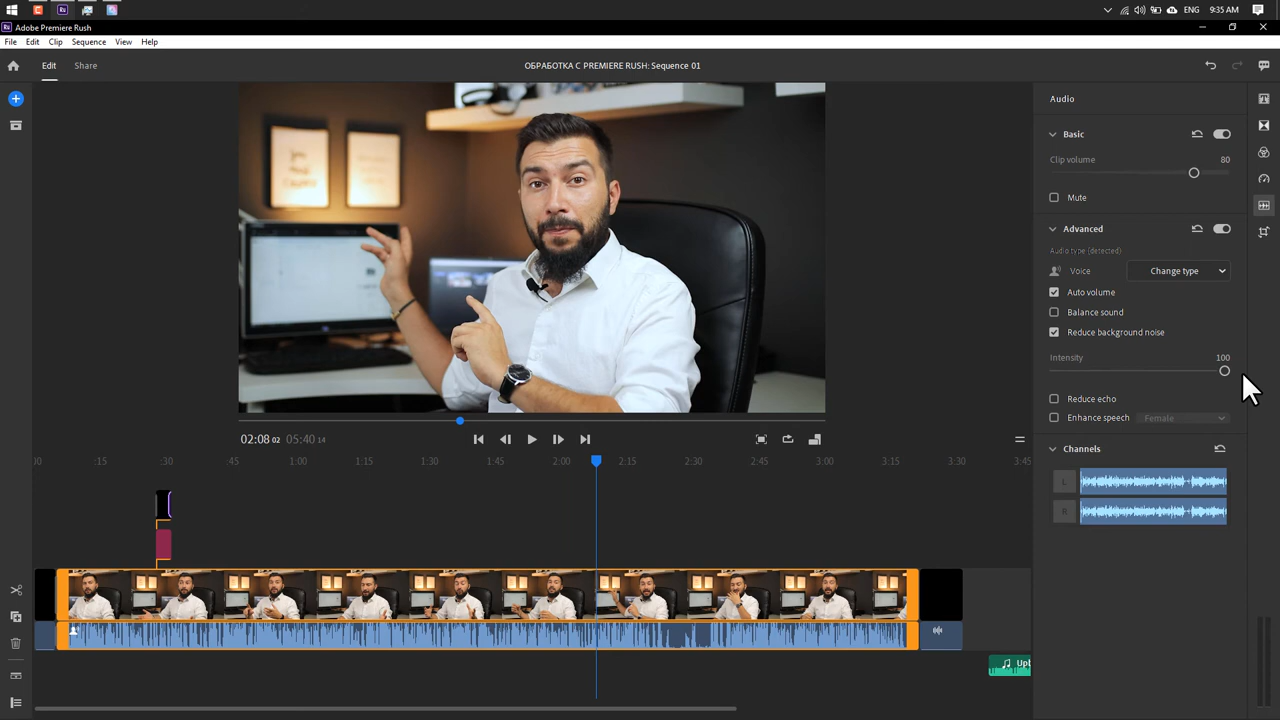 ENG
9:35 AM
Adobe Premiere Rush
File Edit Clip Sequence View Help
Edit Share
ОБРАБОТКА С PREMIERE RUSH: Sequence 01
Audio
Basic
Clip volume 80
Mute
Advanced
Audio type (detected)
Voice Change type
Auto volume
Balance sound
Reduce background noise
Intensity 100
Reduce echo
Enhance speech Female
Channels
L
R
02:08 02 05:40 14
:00 :15 :30 :45 1:00 1:15 1:30 1:45 2:00 2:15 2:30 2:45 3:00 3:15 3:30 3:45
Upb